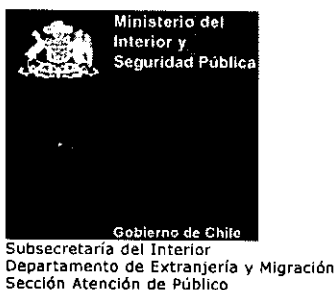 Ministerio del
Interior y
Seguridad Pública
Gobierno de Chile
Subsecretaría del Interior
Departamento de Extranjería y Migración
Sección Atención de Público